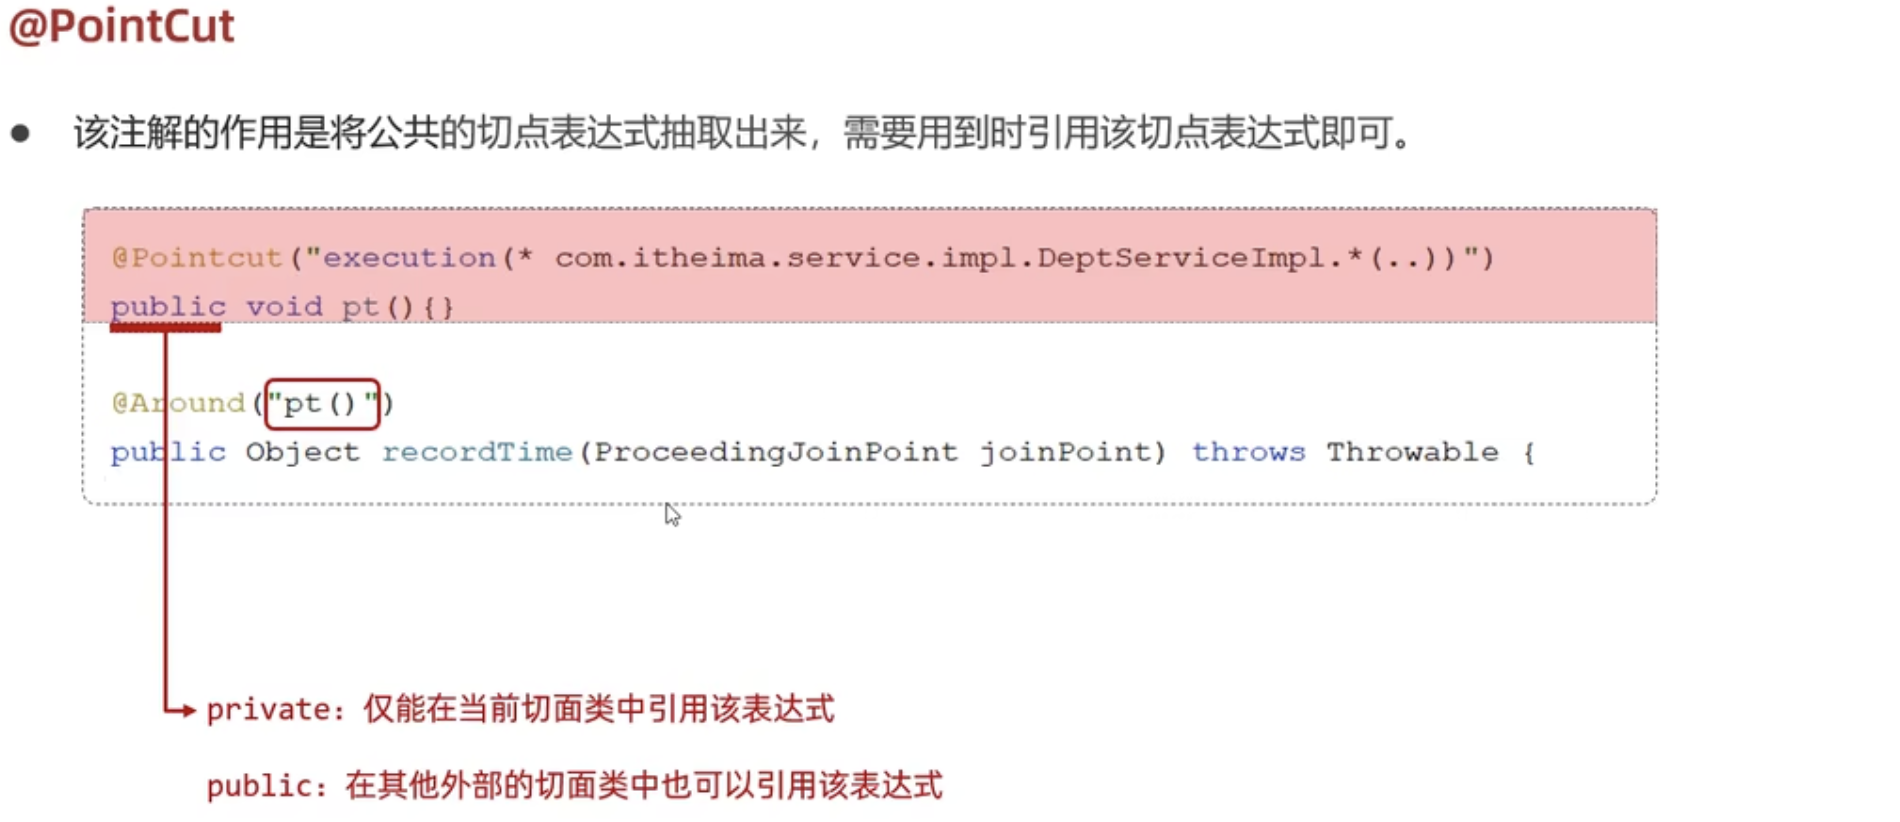 @PointCut
● 该注解的作用是将公共的切点表达式抽取出来，需要用到时引用该切点表达式即可。
@Pointcut("execution(* com.itheima.service.impl.DeptServiceImpl.*(..))")
public void pt(){}
@Around("pt()")
public Object recordTime(ProceedingJoinPoint joinPoint) throws Throwable {
private：仅能在当前切面类中引用该表达式
public：在其他外部的切面类中也可以引用该表达式